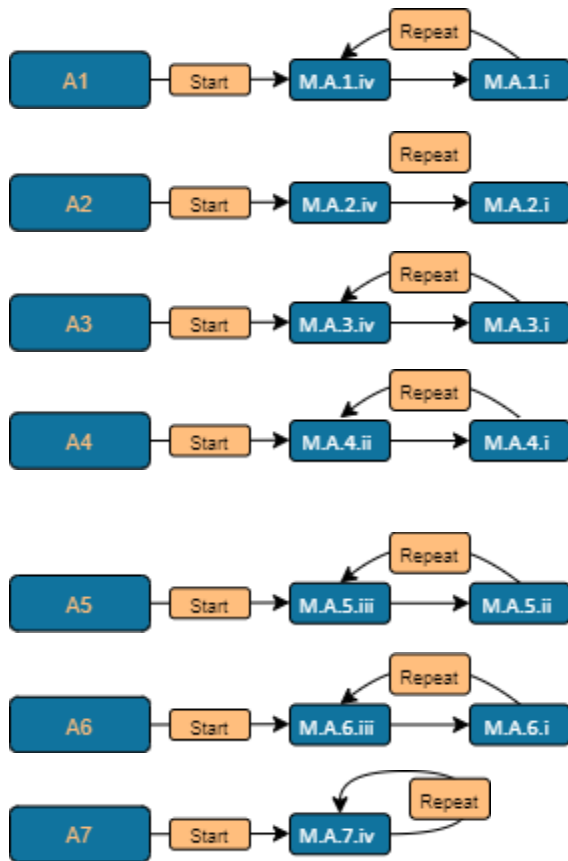 Repeat
A1 Start M.A.1.iv M.A.1.i
Repeat
A2 Start M.A.2.iv M.A.2.i
Repeat
A3 Start M.A.3.iv M.A.3.i
Repeat
A4 Start M.A.4.ii M.A.4.i
Repeat
A5 Start M.A.5.iii M.A.5.ii
Repeat
A6 Start M.A.6.iii M.A.6.i
Repeat
A7 Start M.A.7.iv